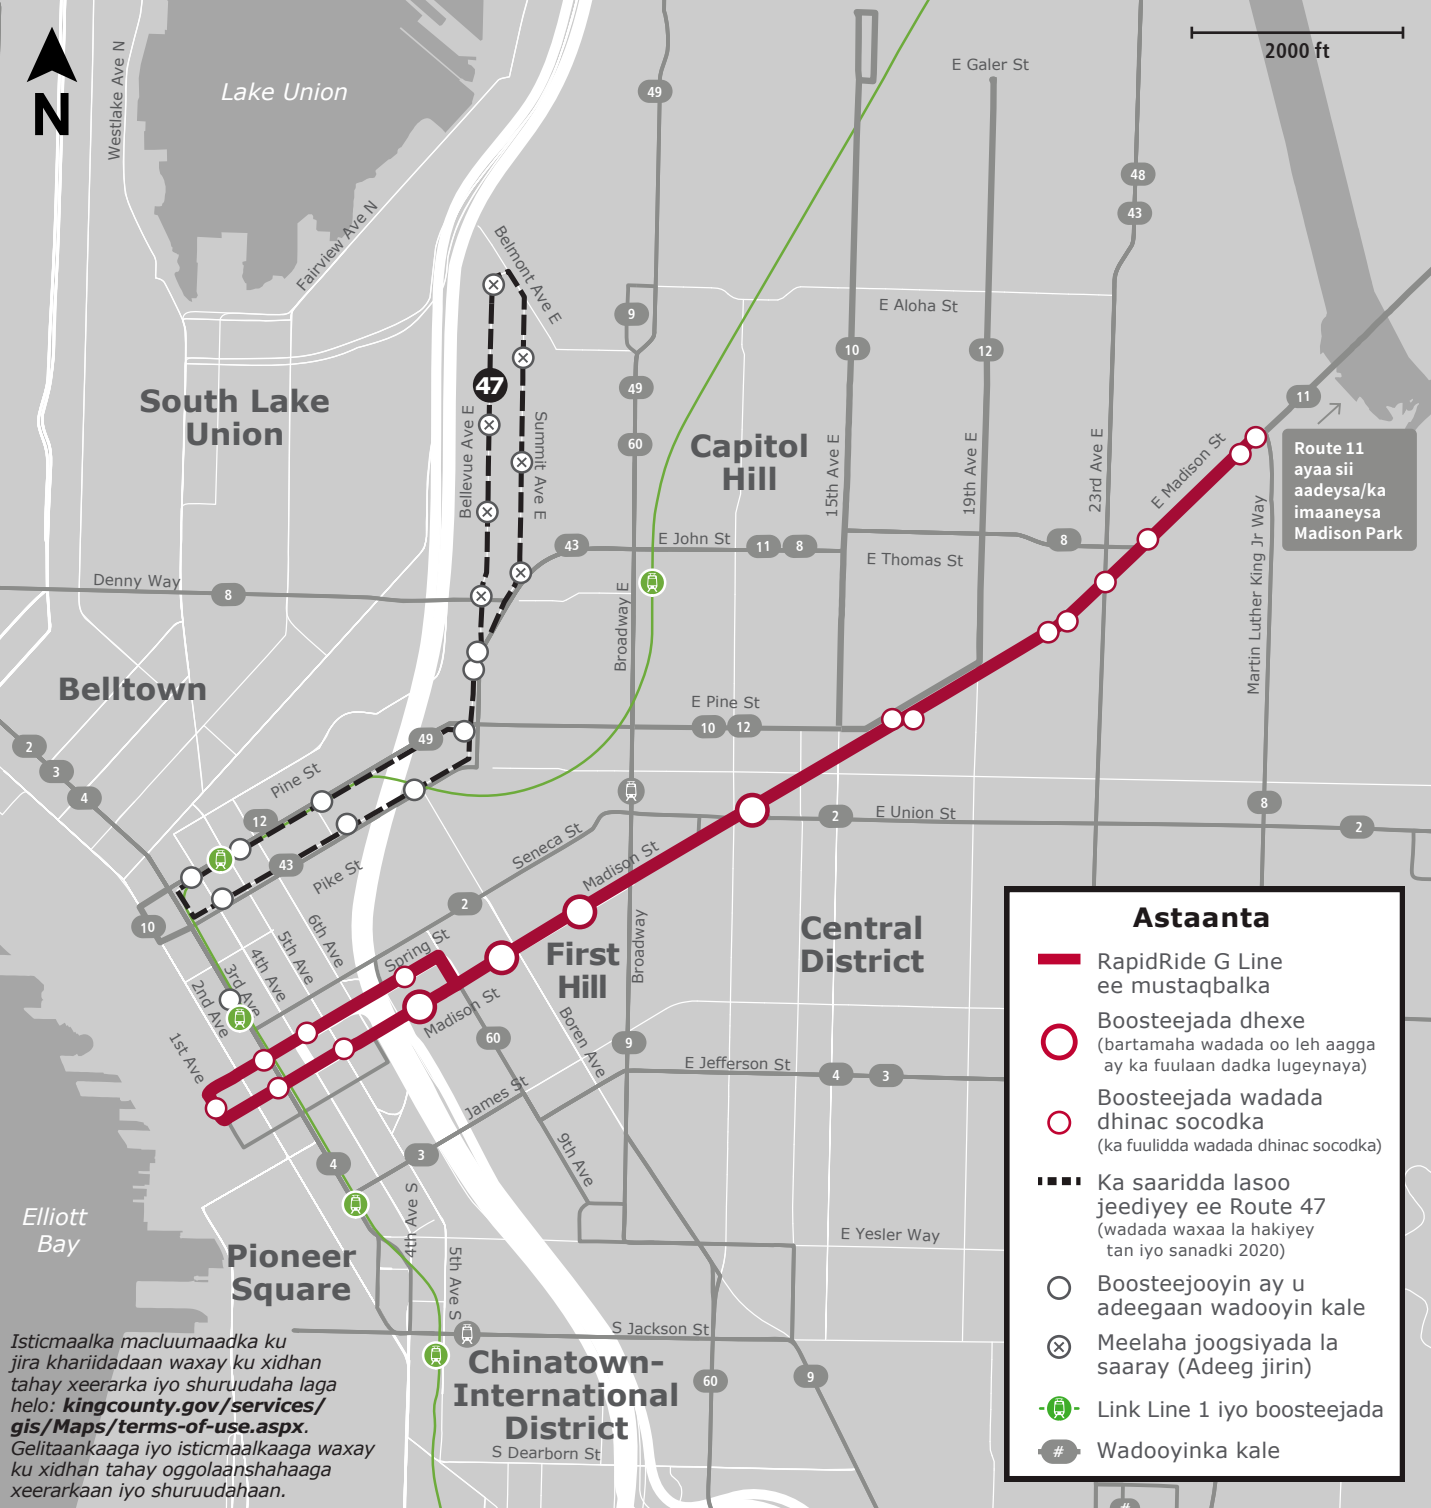 N
2000 ft
Lake Union
Westlake Ave N
Fairview Ave N
E Galer St
49
48
43
Belmont Ave E
9
E Aloha St
10
12
49
47
60
11
South Lake
Union
Bellevue Ave E
Summit Ave E
Capitol
Hill
15th Ave E
19th Ave E
23rd Ave E
E Madison St
Route 11
ayaa sii
aadeysa/ka
imaaneysa
Madison Park
43
E John St
11
8
8
E Thomas St
Martin Luther King Jr Way
Denny Way
8
Broadway E
Belltown
E Pine St
10
12
49
2
3
4
Pine St
12
43
Pike St
8
E Union St
2
2
Seneca St
Madison St
2
10
6th Ave
5th Ave
4th Ave
3rd Ave
2nd Ave
1st Ave
Spring St
Madison St
First
Hill
Broadway
Central
District
60
Boren Ave
9
E Jefferson St
4
3
James St
9th Ave
4
3
4th Ave S
5th Ave S
E Yesler Way
Elliott
Bay
Pioneer
Square
S Jackson St
Chinatown-
International
District
60
9
S Dearborn St
Isticmaalka macluumaadka ku
jira khariidadaan waxay ku xidhan
tahay xeerarka iyo shuruudaha laga
helo: kingcounty.gov/services/
gis/Maps/terms-of-use.aspx.
Gelitaankaaga iyo isticmaalkaaga waxay
ku xidhan tahay oggolaanshahaaga
xeerarkaan iyo shuruudahaan.
Astaanta
RapidRide G Line
ee mustaqbalka
Boosteejada dhexe
(bartamaha wadada oo leh aagga
ay ka fuulaan dadka lugeynaya)
Boosteejada wadada
dhinac socodka
(ka fuulidda wadada dhinac socodka)
Ka saaridda lasoo
jeediyey ee Route 47
(wadada waxaa la hakiyey
tan iyo sanadki 2020)
Boosteejooyin ay u
adeegaan wadooyin kale
Meelaha joogsiyada la
saaray (Adeeg jirin)
Link Line 1 iyo boosteejada
# Wadooyinka kale
#